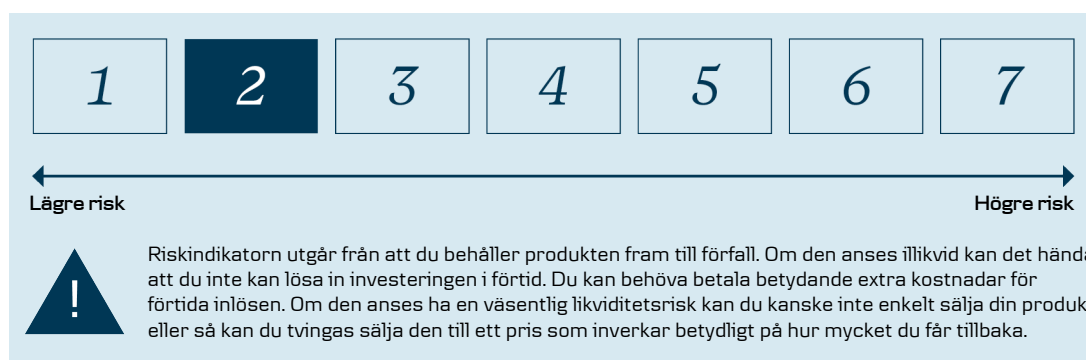 1 2 3 4 5 6 7
Lägre risk Högre risk
!
Riskindikatorn utgår från att du behåller produkten fram till förfall. Om den anses illikvid kan det hända
att du inte kan lösa in investeringen i förtid. Du kan behöva betala betydande extra kostnadar för
förtida inlösen. Om den anses ha en väsentlig likviditetsrisk kan du kanske inte enkelt sälja din produk
eller så kan du tvingas sälja den till ett pris som inverkar betydligt på hur mycket du får tillbaka.